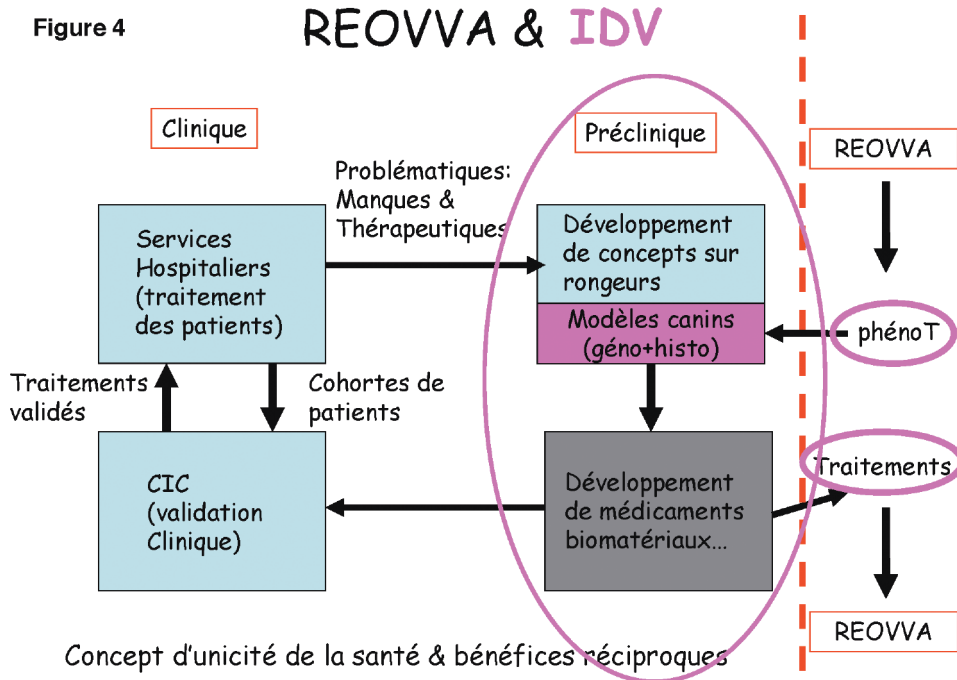 Figure 4
REOVVA & IDV
Clinique
Préclinique
REOVVA
Problématiques:
Manques &
Thérapeutiques
Services
Hospitaliers
(traitement
des patients)
Développement
de concepts sur
rongeurs
Modèles canins
(géno+histo)
phénoT
Traitements
validés
Cohortes de
patients
CIC
(validation
Clinique)
Développement
de médicaments
biomatériaux...
Traitements
REOVVA
Concept d'unicité de la santé & bénéfices réciproques